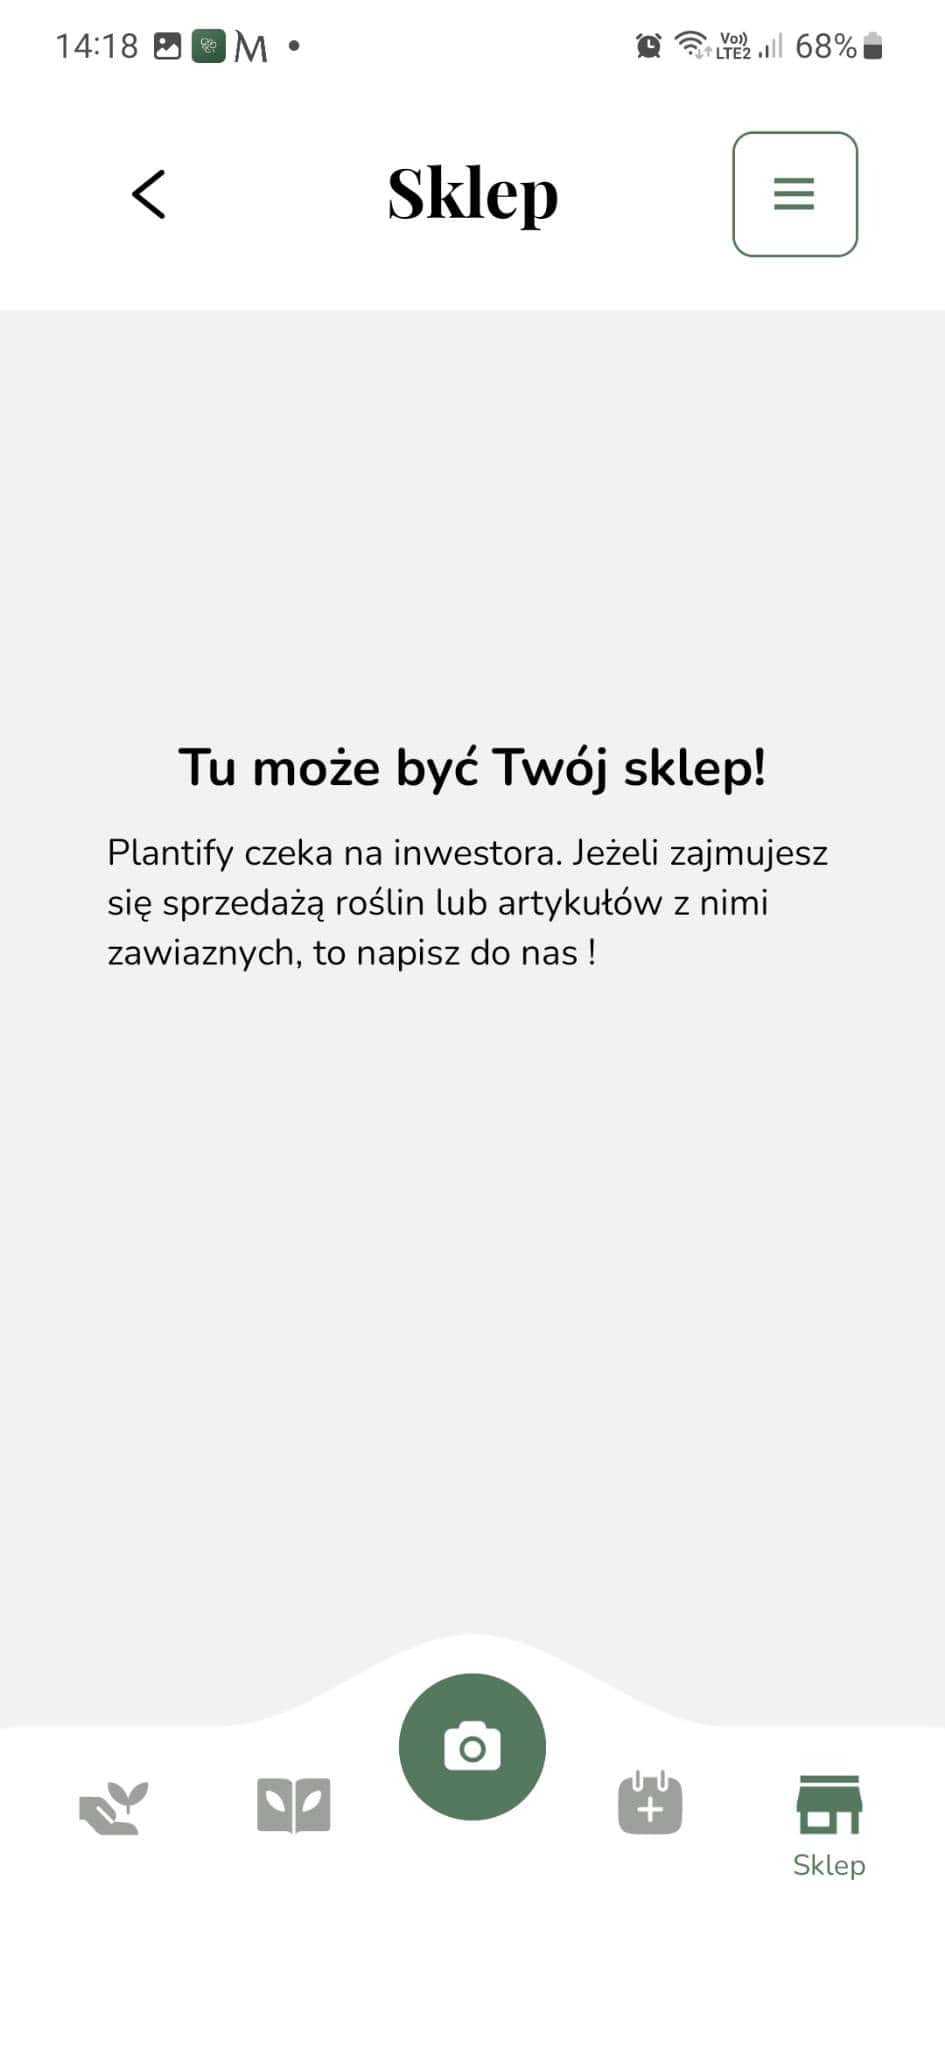 14:18 M
Vo)) LTE2 68%
Sklep
Tu może być Twój sklep!
Plantify czeka na inwestora. Jeżeli zajmujesz
się sprzedażą roślin lub artykułów z nimi
zawiaznych, to napisz do nas !
Sklep